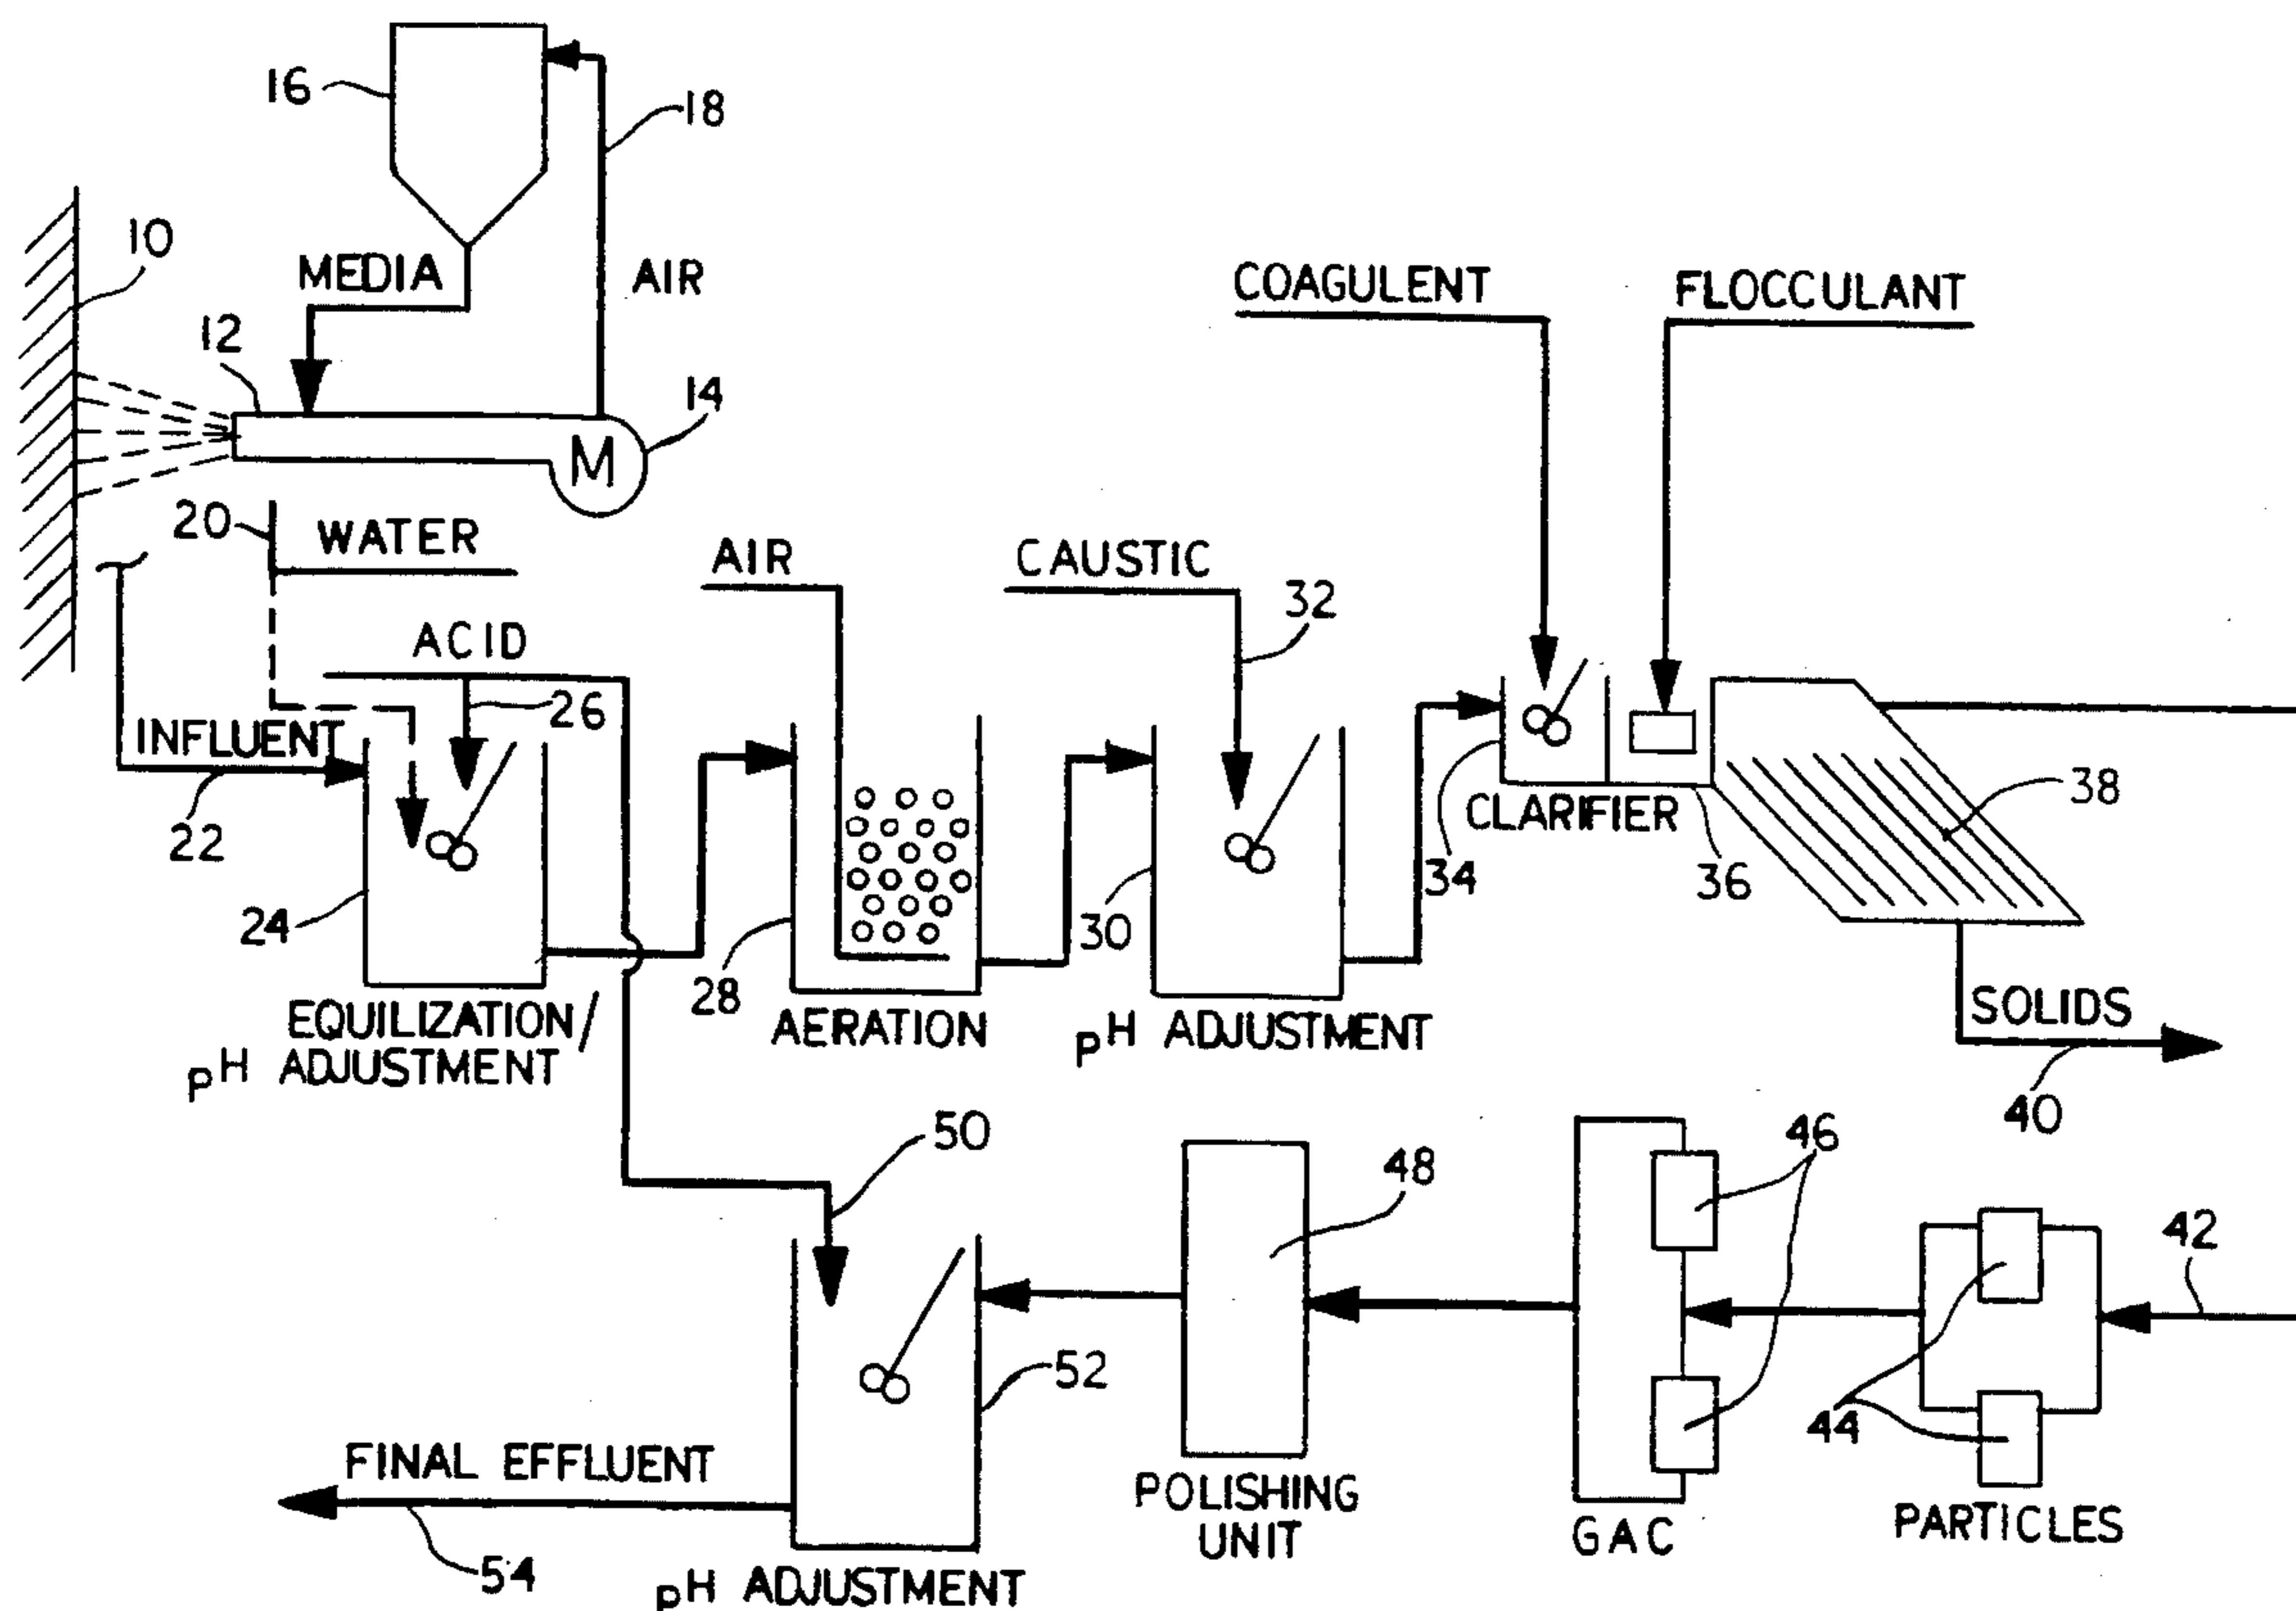 16
18
10
MEDIA
AIR
COAGULENT
FLOCCULANT
12
14
M
20
WATER
AIR
CAUSTIC
32
ACID
26
INFLUENT
22
CLARIFIER
38
34
36
24
30
28
EQUILIZATION/
pH ADJUSTMENT
AERATION
pH ADJUSTMENT
SOLIDS
40
50
48
46
42
52
44
FINAL EFFLUENT
POLISHING
UNIT
GAC
PARTICLES
54
pH ADJUSTMENT